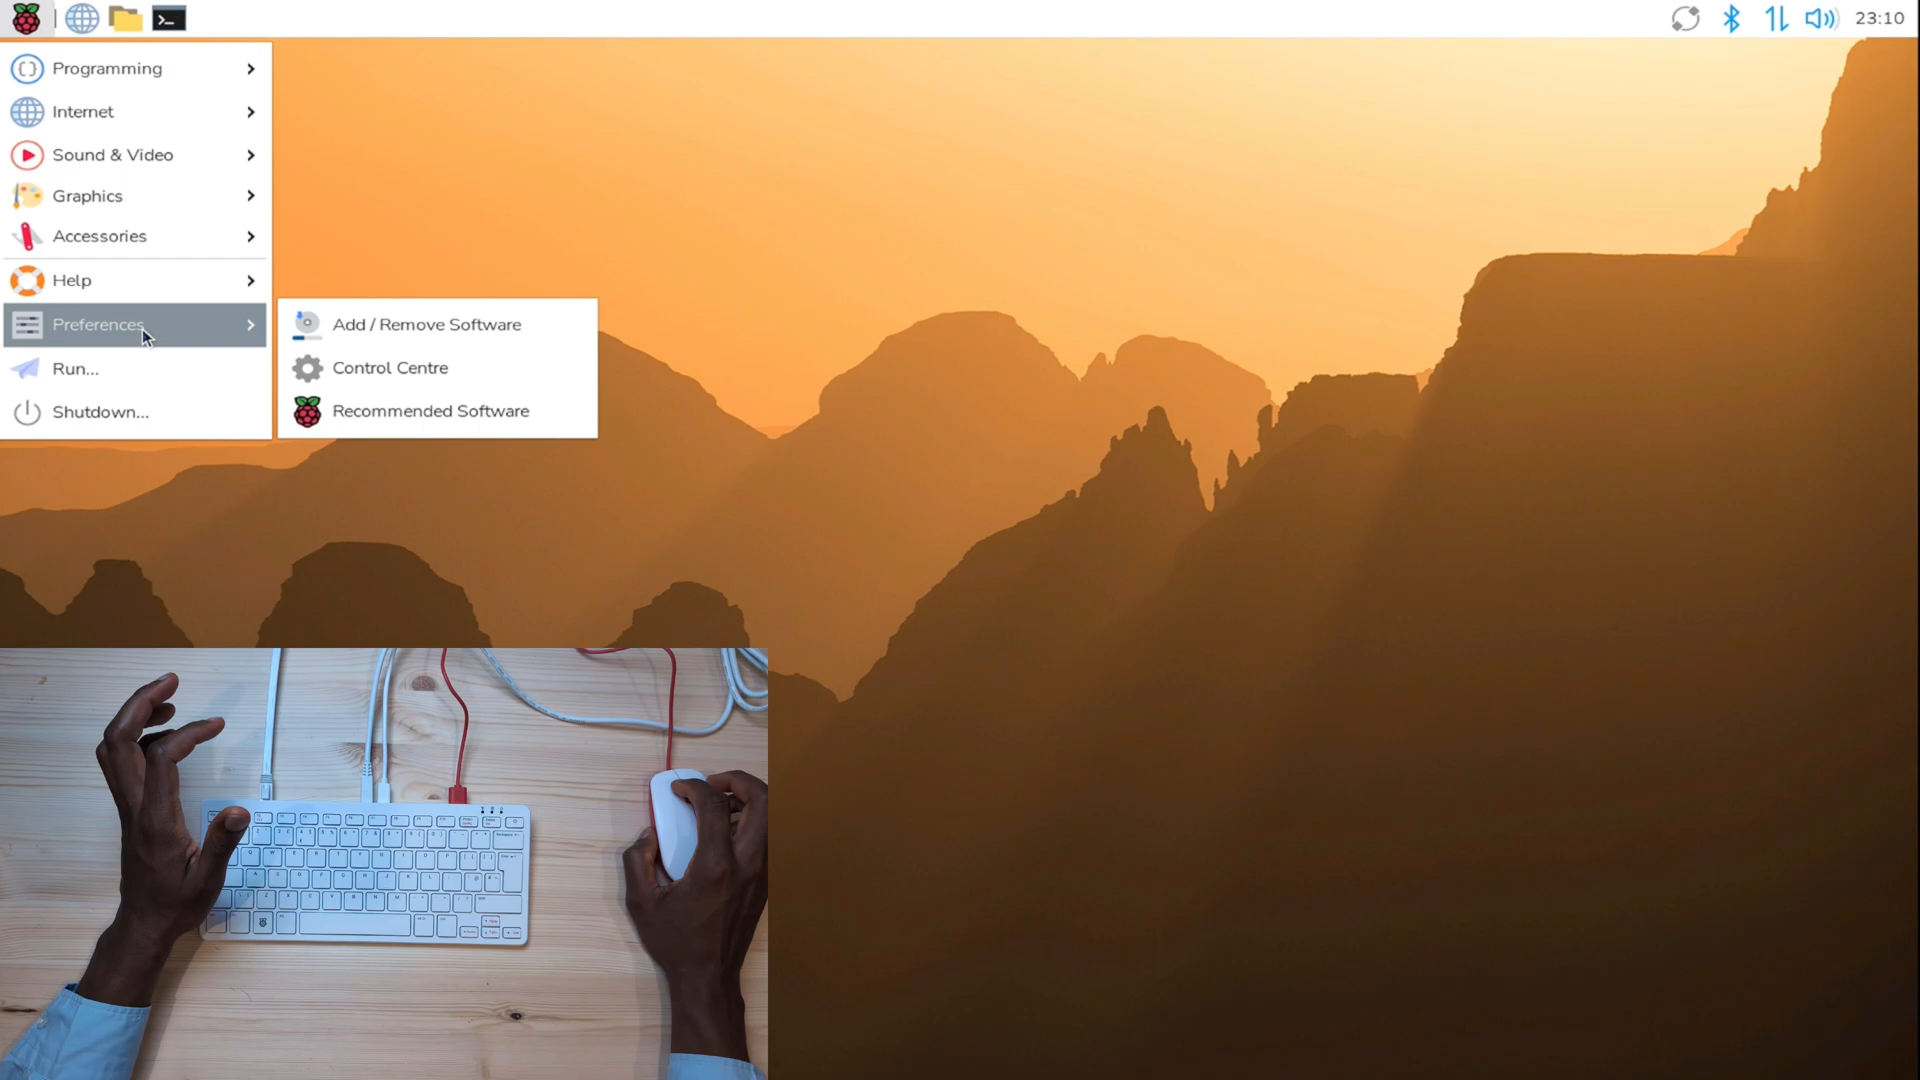 23:10
Programming
Internet
Sound & Video
Graphics
Accessories
Help
Preferences
Add / Remove Software
Run...
Control Centre
Shutdown...
Recommended Software